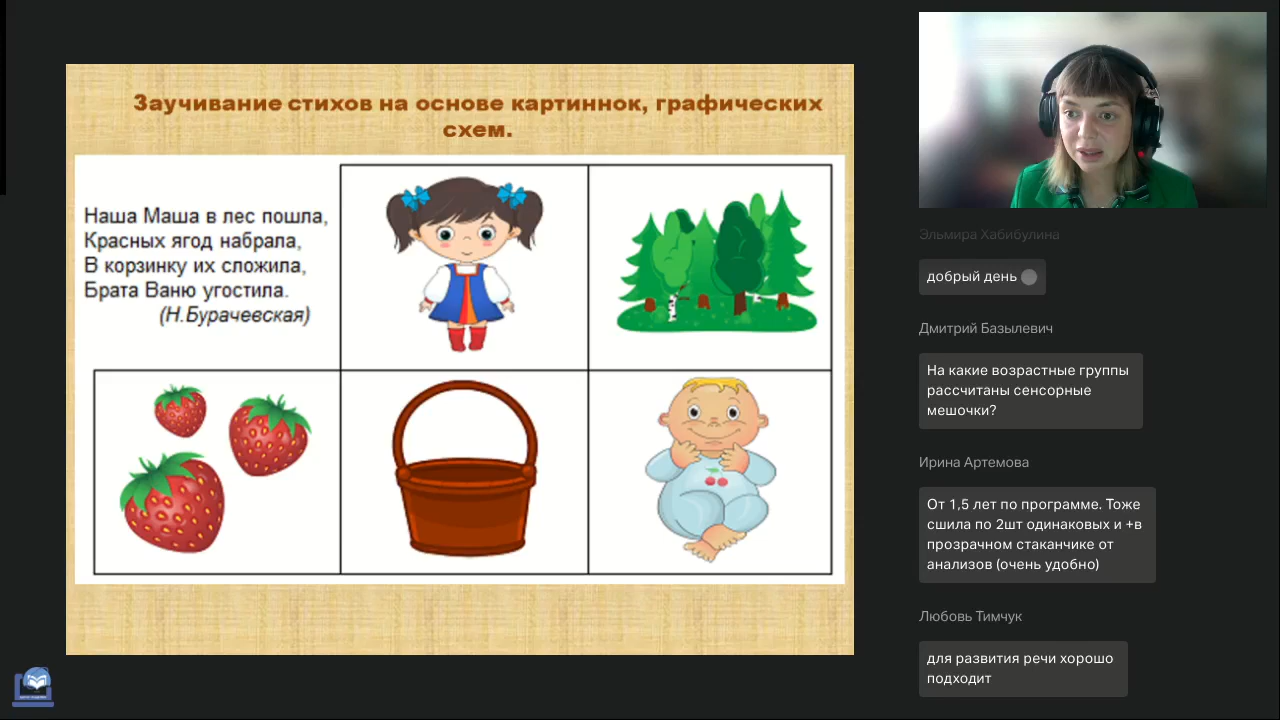 Заучивание стихов на основе картиннок, графических
схем.
Наша Маша в лес пошла,
Красных ягод набрала,
В корзинку их сложила,
Брата Ваню угостила.
(Н.Бурачевская)
Эльмира Хабибулина
добрый день
Дмитрий Базылевич
На какие возрастные группы
рассчитаны сенсорные
мешочки?
Ирина Артемова
От 1,5 лет по программе. Тоже
сшила по 2шт одинаковых и +в
прозрачном стаканчике от
анализов (очень удобно)
Любовь Тимчук
для развития речи хорошо
подходит